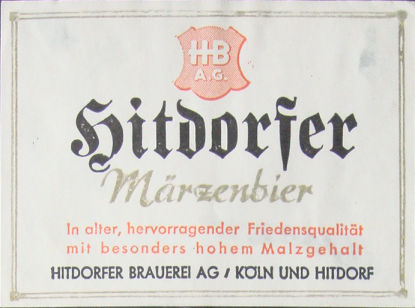 HB
A.G.
Hitdorfer
Märzenbier
In alter, hervorragender Friedensqualität
mit besonders hohem Malzgehalt
HITDORFER BRAUEREI AG / KÖLN UND HITDORF